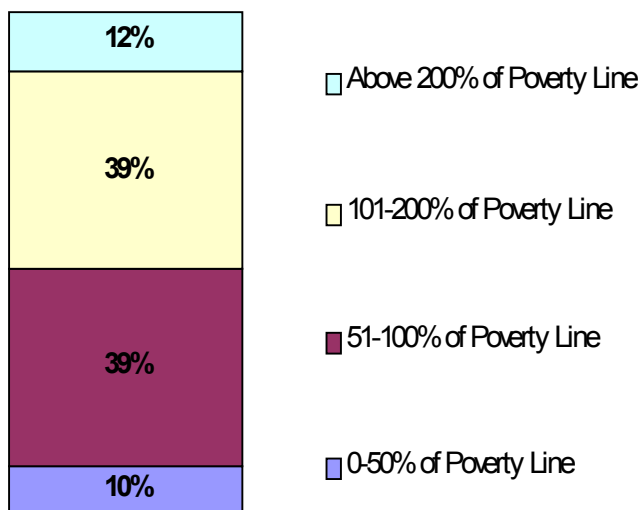 12%
Above 200% of Poverty Line
39%
101-200% of Poverty Line
39%
51-100% of Poverty Line
10%
0-50% of Poverty Line